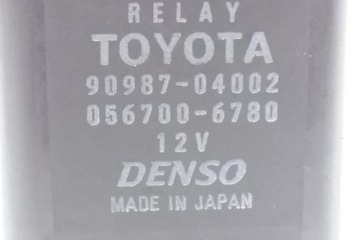 RELAY
TOYOTA
90987-04002
056700-6780
12V
DENSO
MADE IN JAPAN